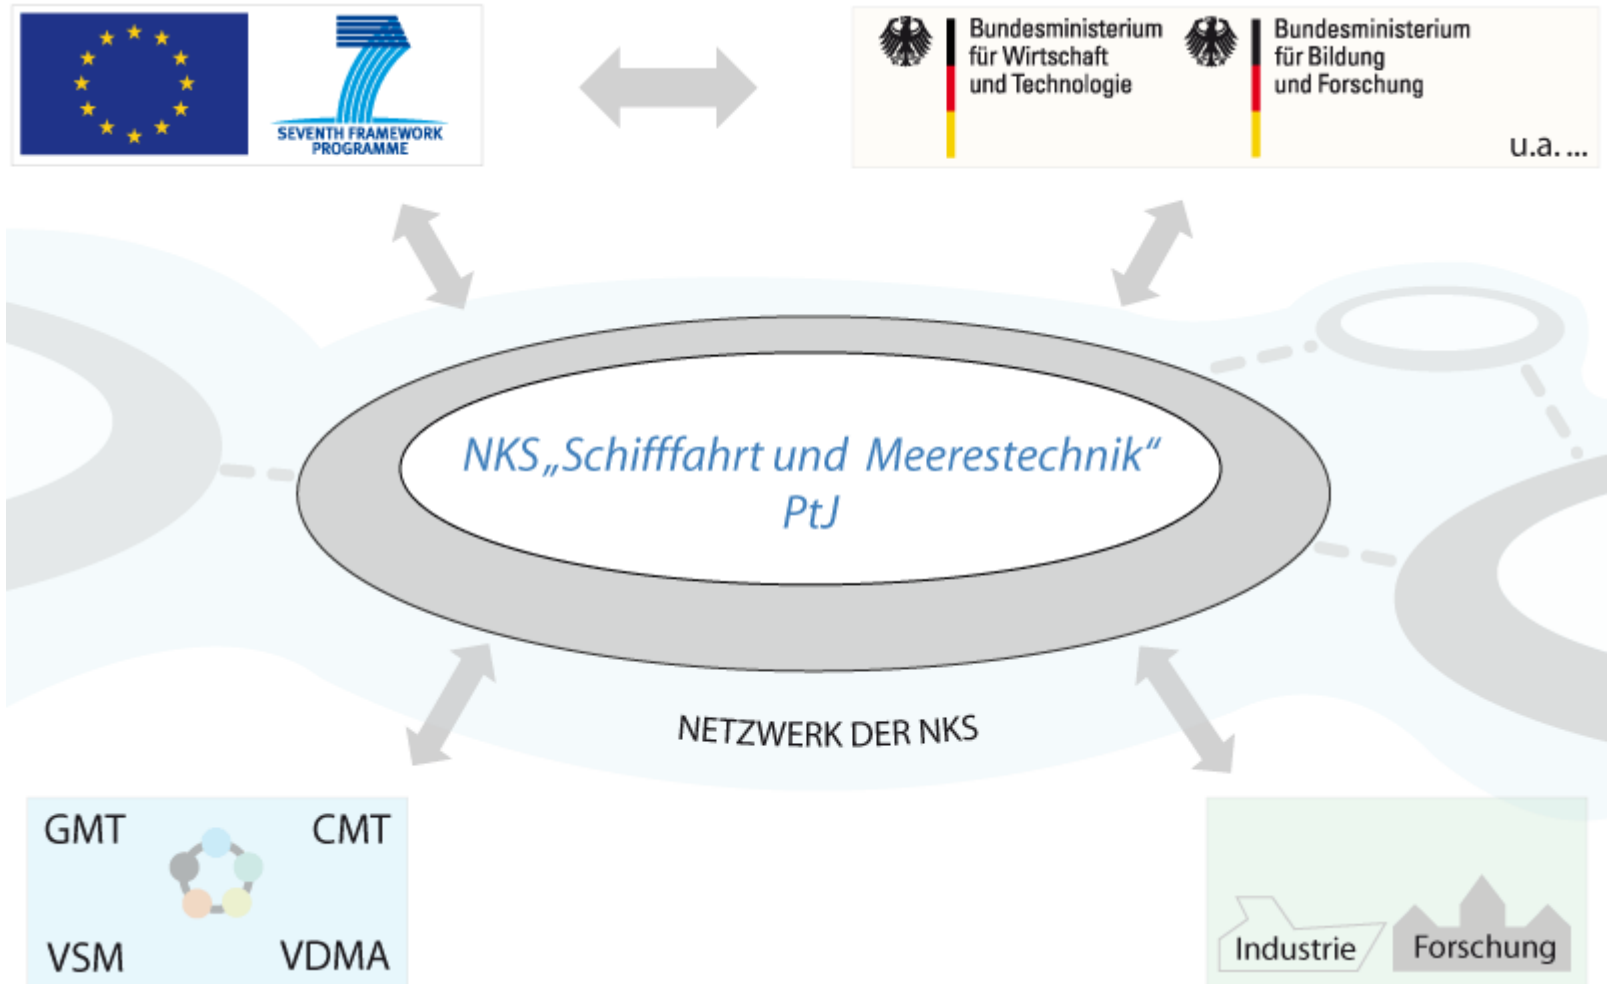 SEVENTH FRAMEWORK
PROGRAMME
Bundesministerium
für Wirtschaft
und Technologie
Bundesministerium
für Bildung
und Forschung
u.a. ...
NKS „Schifffahrt und Meerestechnik“
PtJ
NETZWERK DER NKS
GMT CMT
VSM VDMA
Industrie Forschung